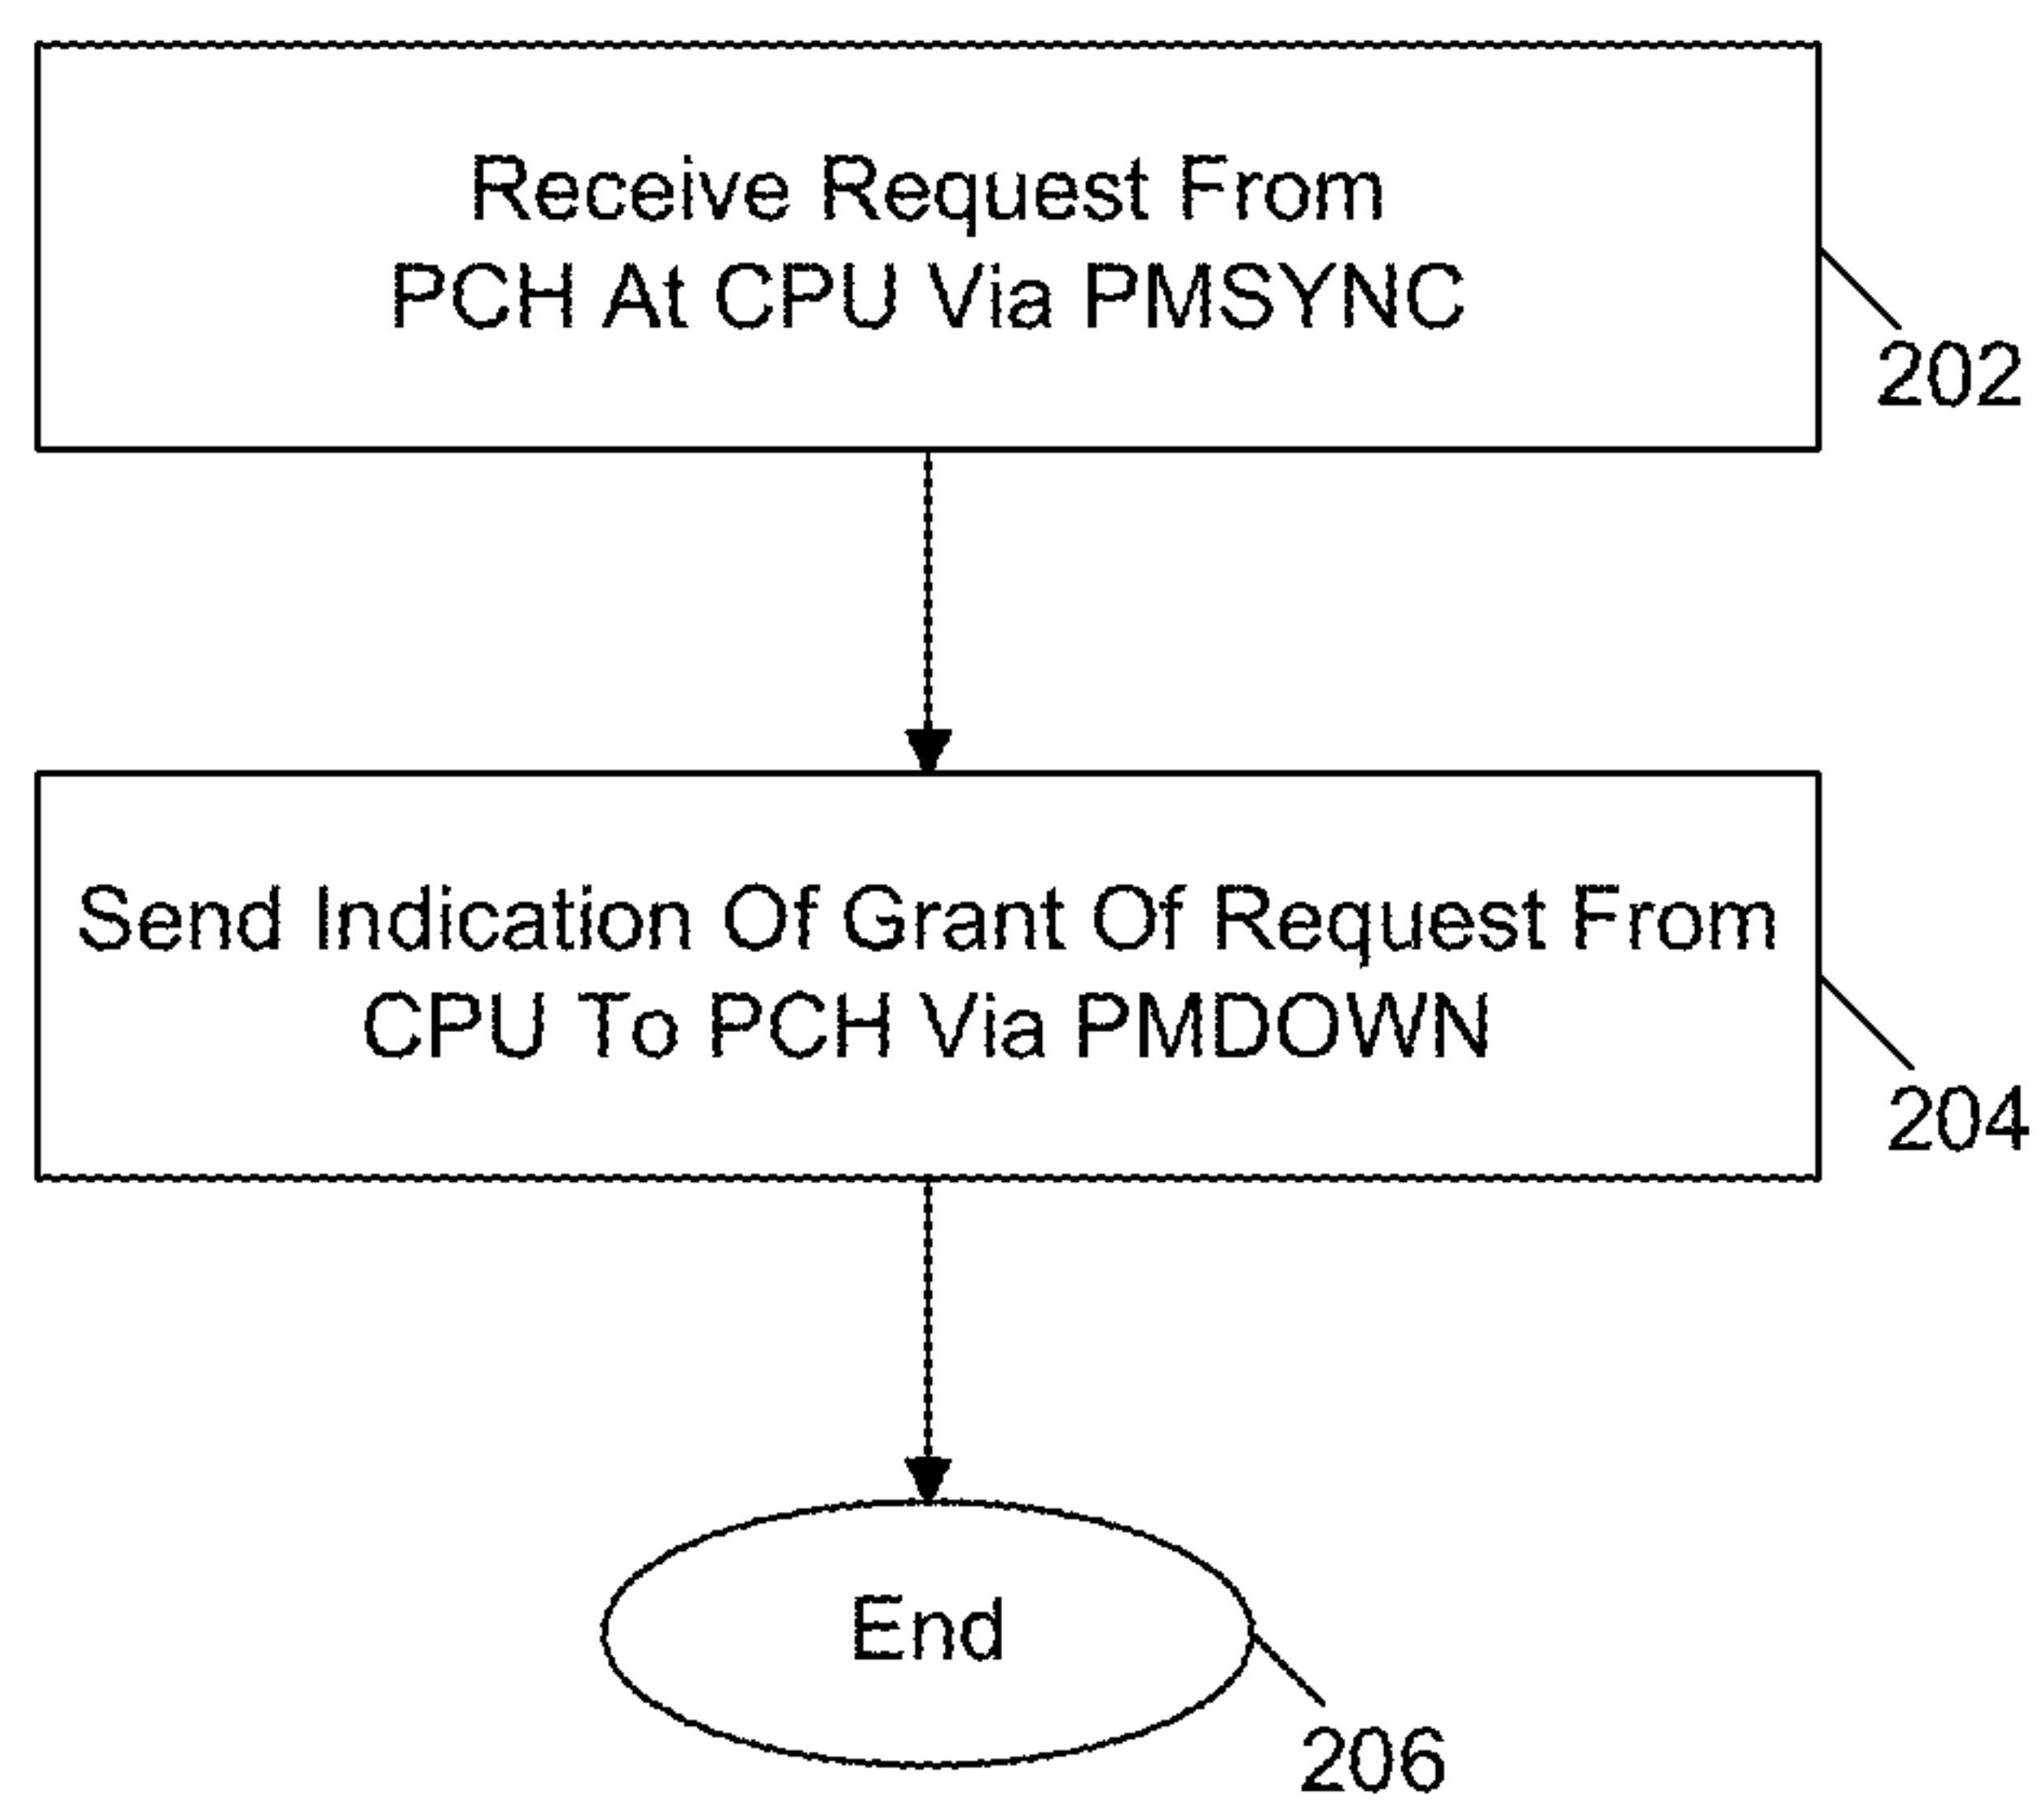 Receive Request From
PCH At CPU Via PMSYNC
202
Send Indication Of Grant Of Request From
CPU To PCH Via PMDOWN
204
End
206